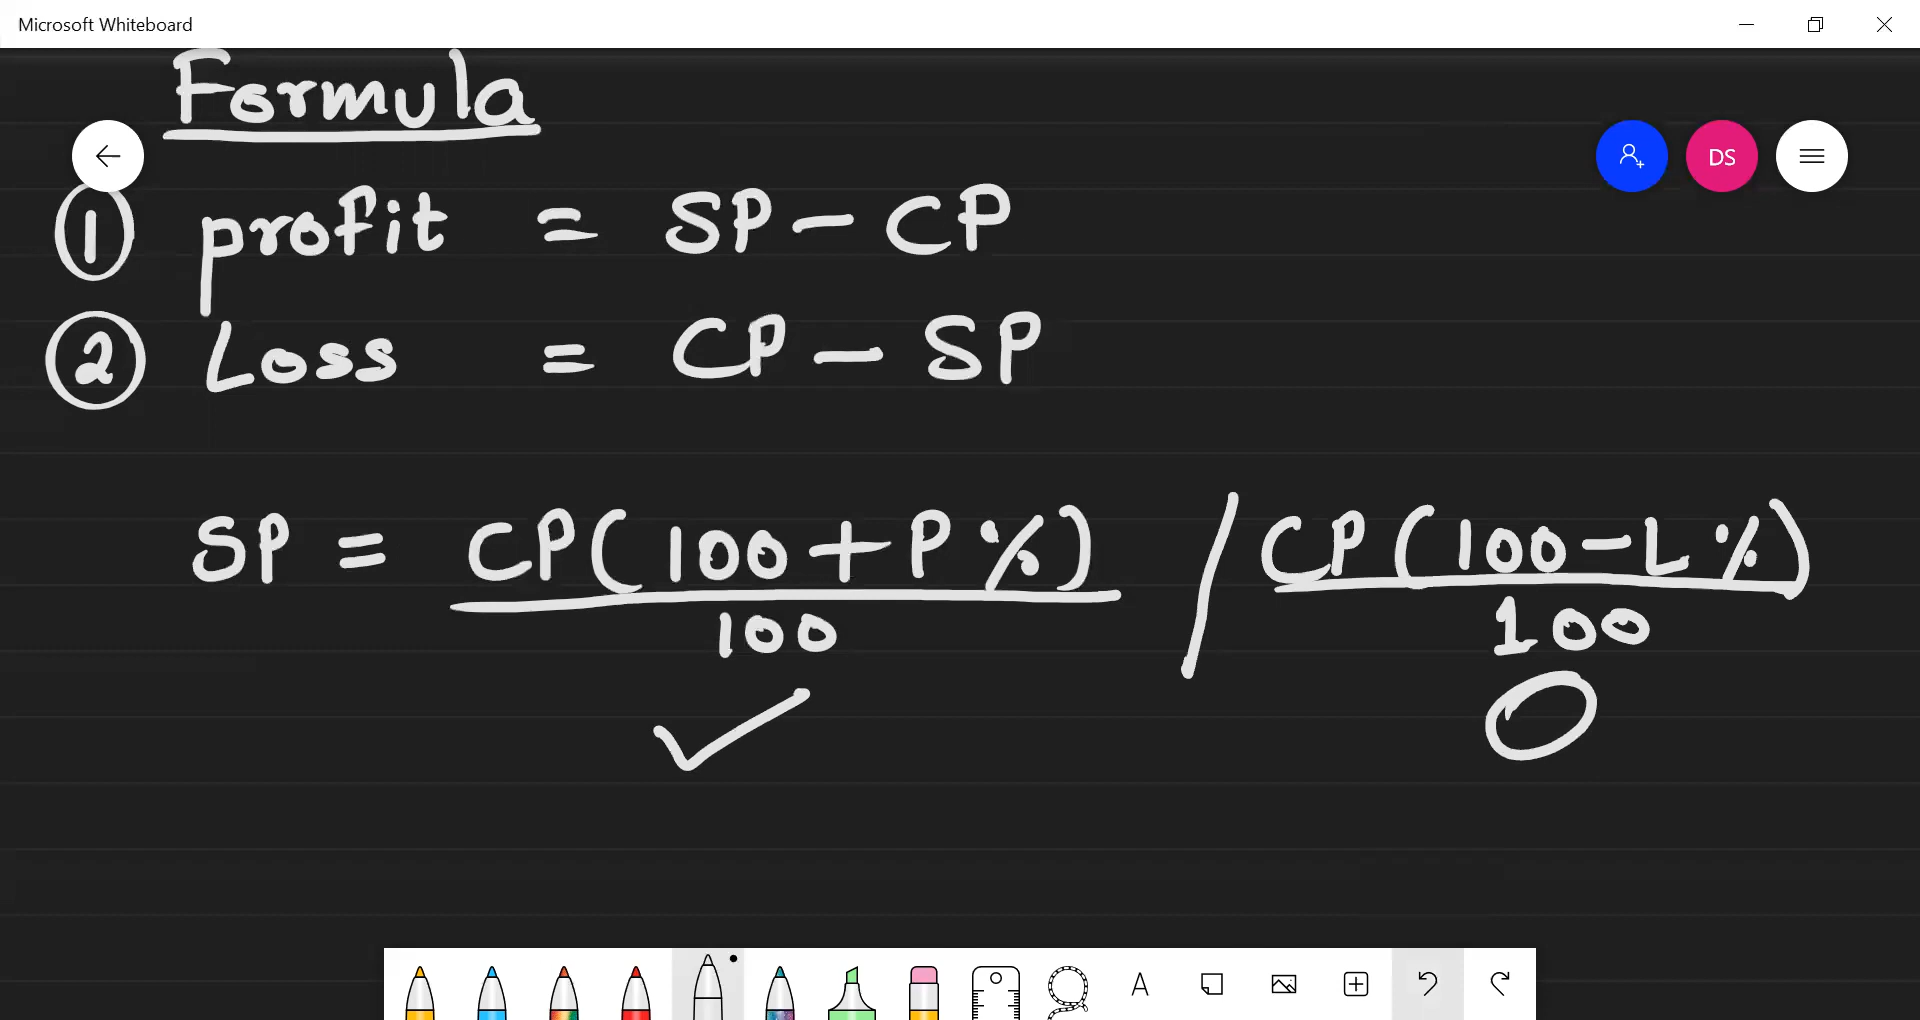 Microsoft Whiteboard
Formula
DS
① profit = SP - CP
② Loss = CP - SP
SP = CP(100 + P%) / CP(100 - L%)
100 100
A